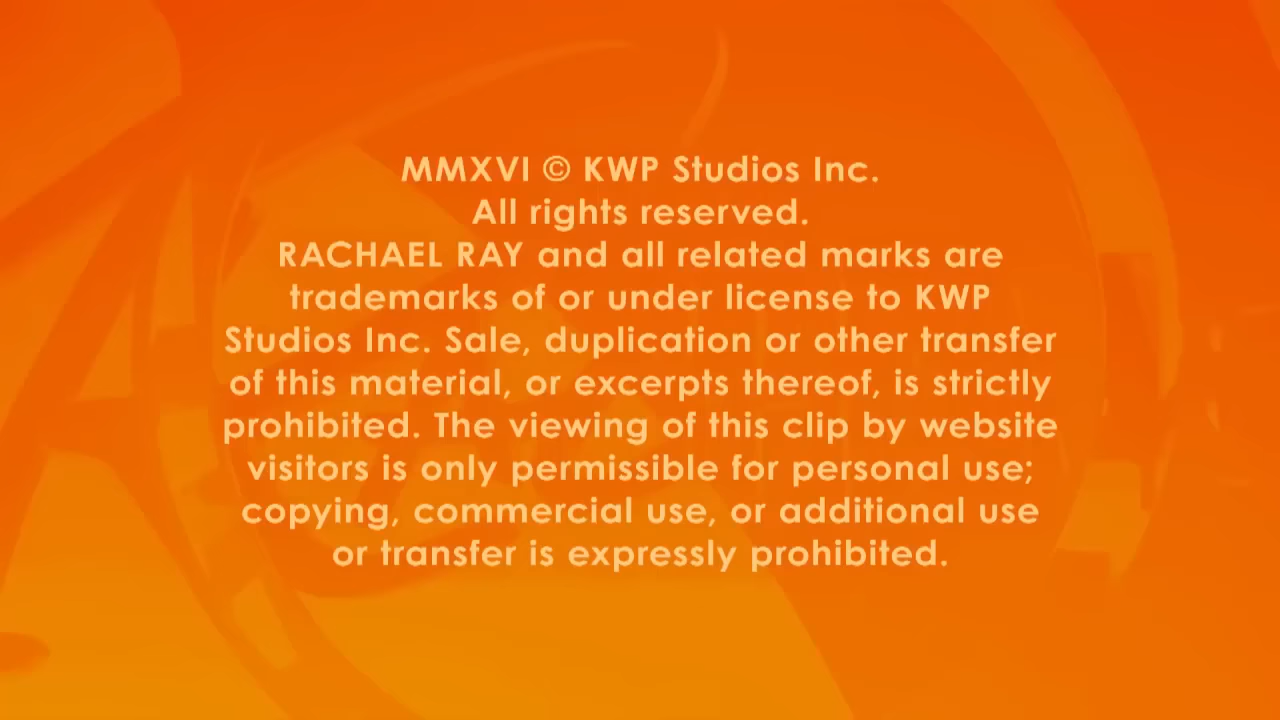 MMXVI © KWP Studios Inc.
All rights reserved.
RACHAEL RAY and all related marks are
trademarks of or under license to KWP
Studios Inc. Sale, duplication or other transfer
of this material, or excerpts thereof, is strictly
prohibited. The viewing of this clip by website
visitors is only permissible for personal use;
copying, commercial use, or additional use
or transfer is expressly prohibited.